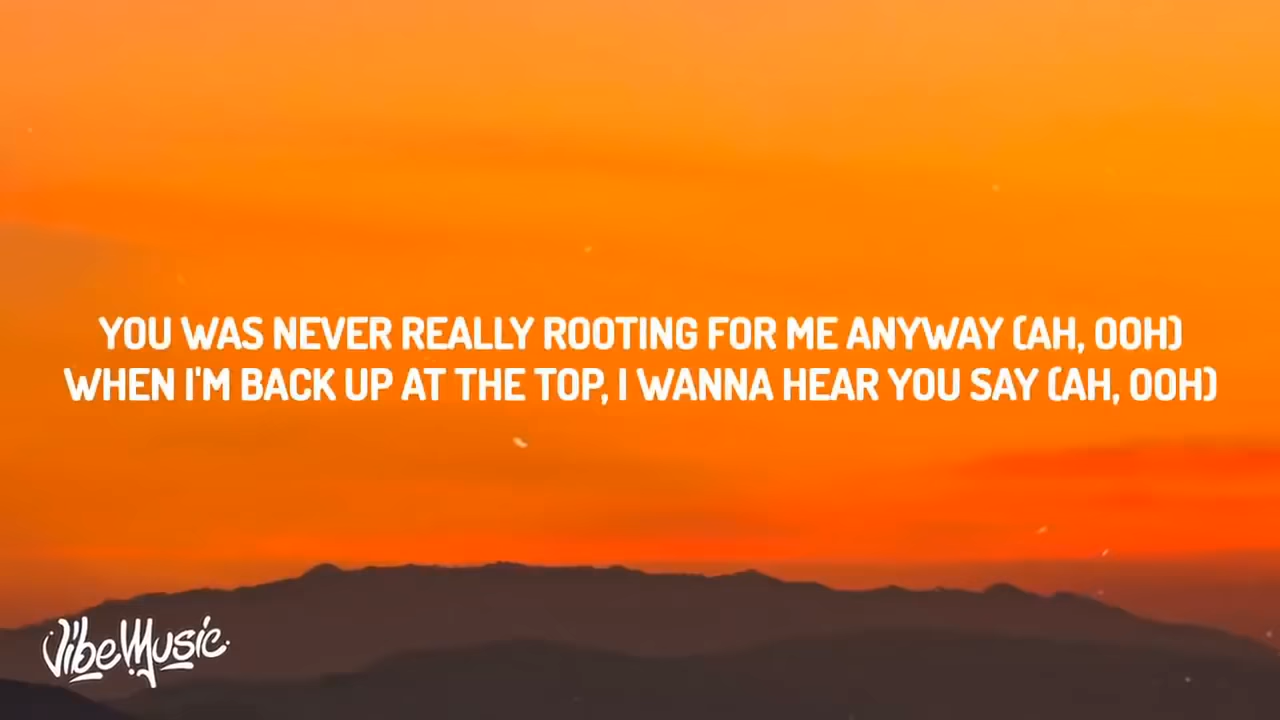 YOU WAS NEVER REALLY ROOTING FOR ME ANYWAY (AH, OOH)
WHEN I'M BACK UP AT THE TOP, I WANNA HEAR YOU SAY (AH, OOH)
VibeMusic